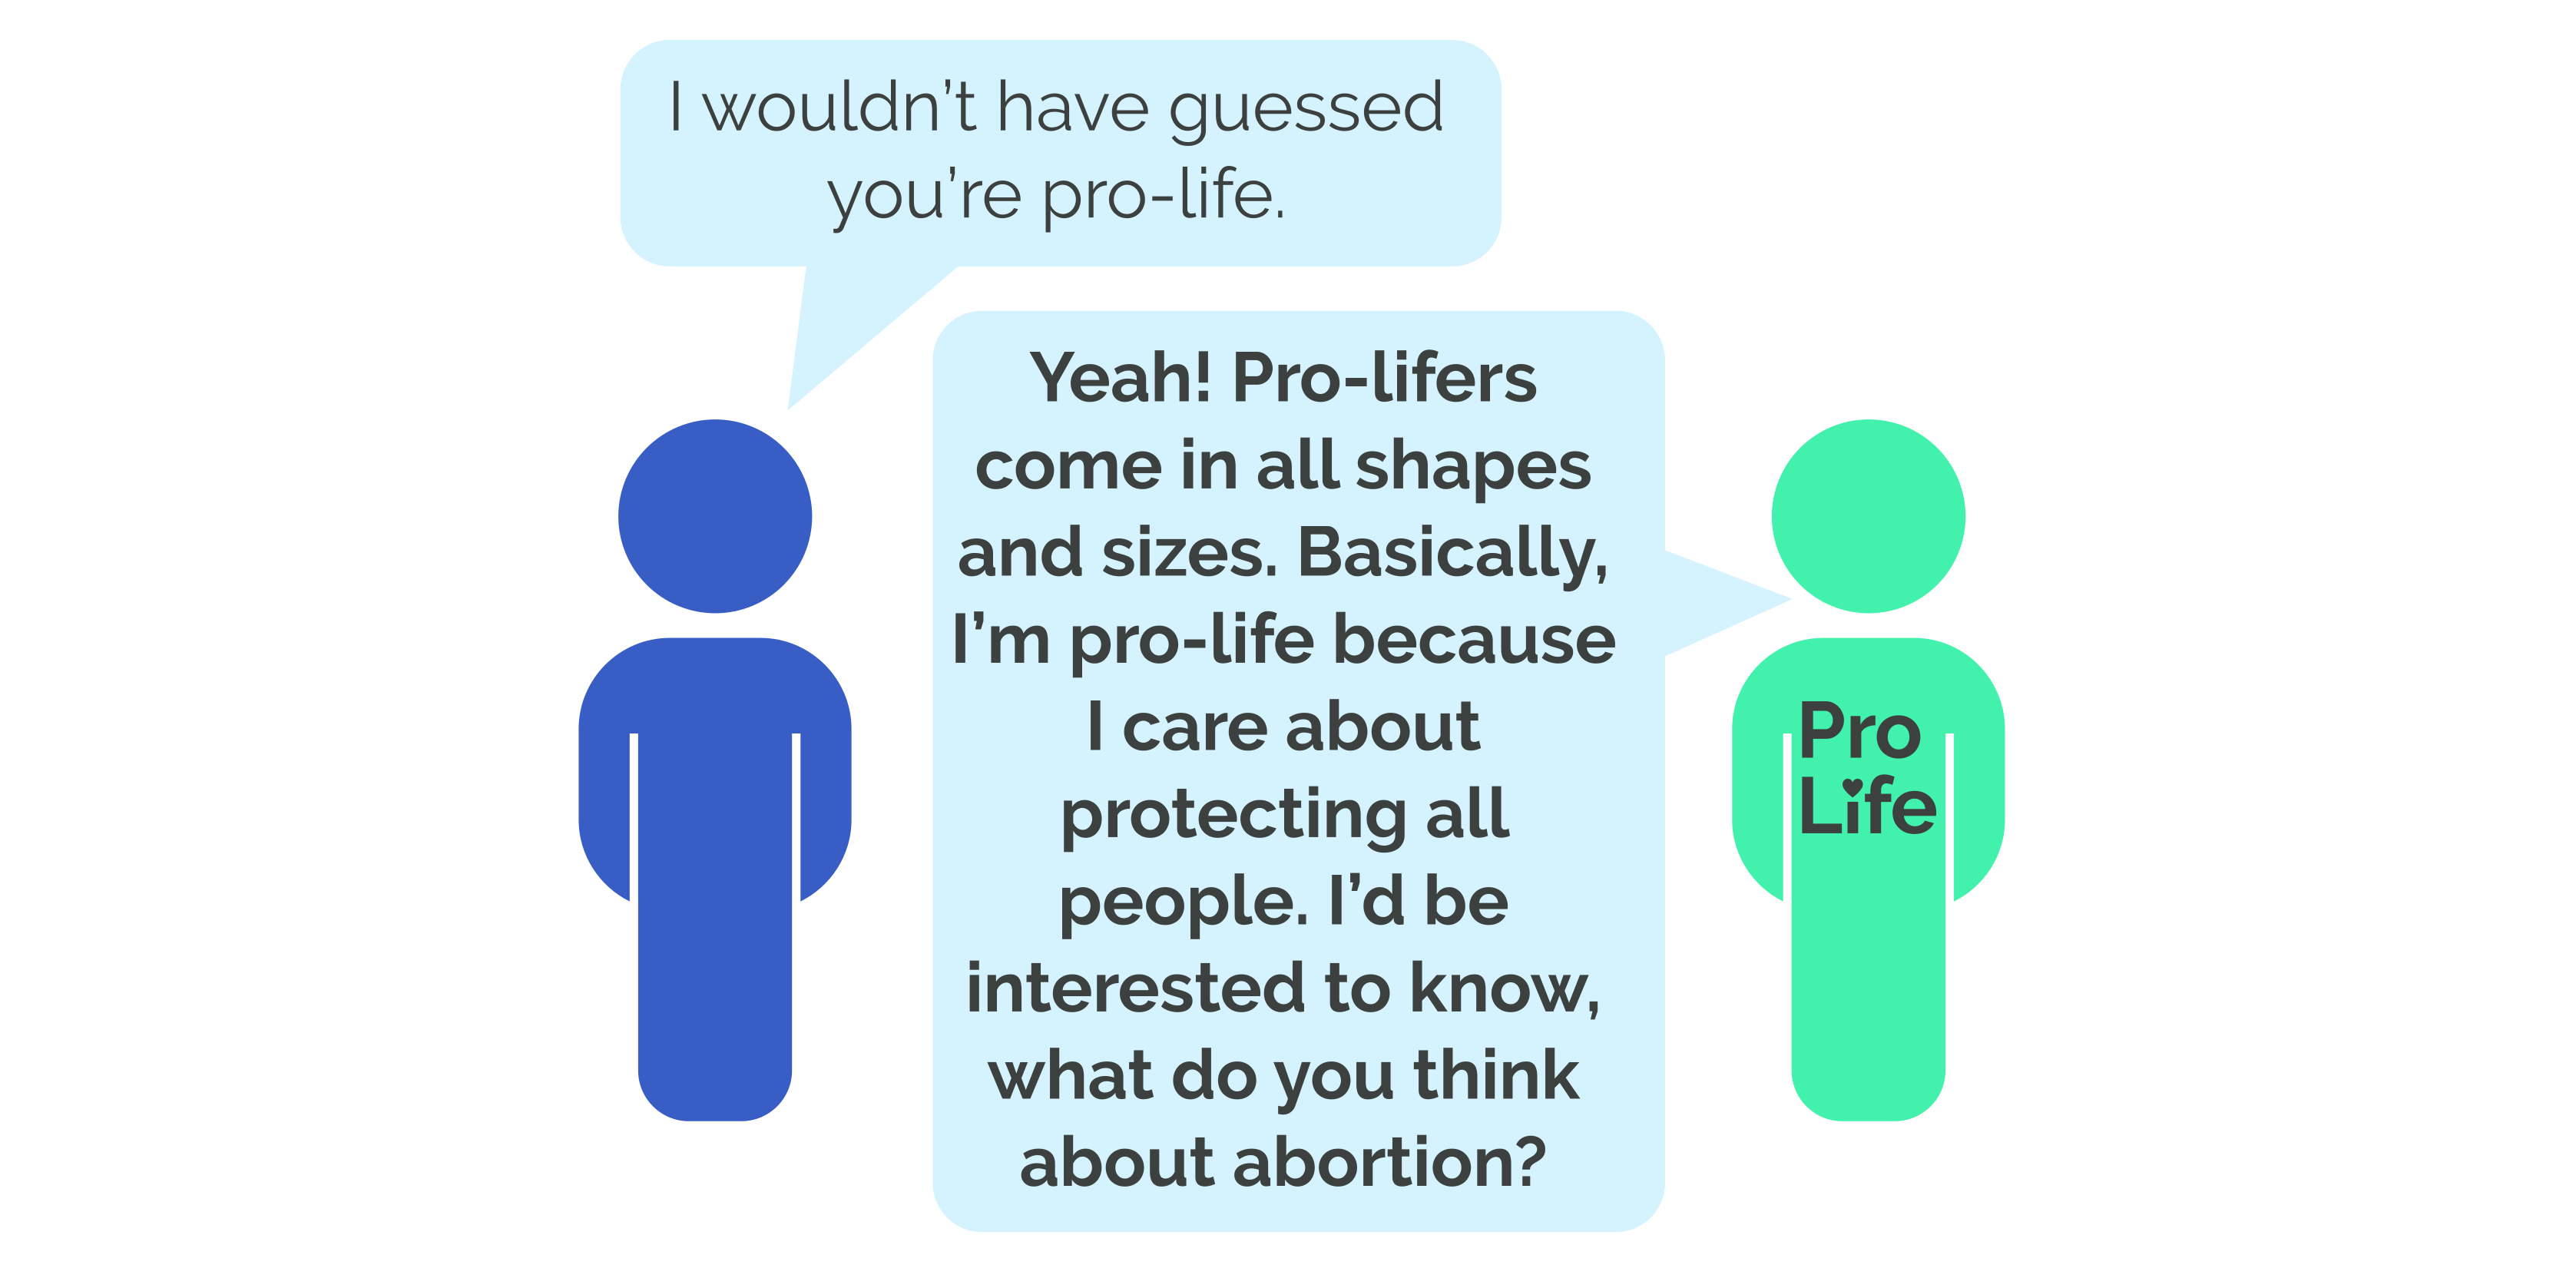 I wouldn’t have guessed
you’re pro-life.
Yeah! Pro-lifers
come in all shapes
and sizes. Basically,
I’m pro-life because
I care about
protecting all
people. I’d be
interested to know,
what do you think
about abortion?
Pro
Life